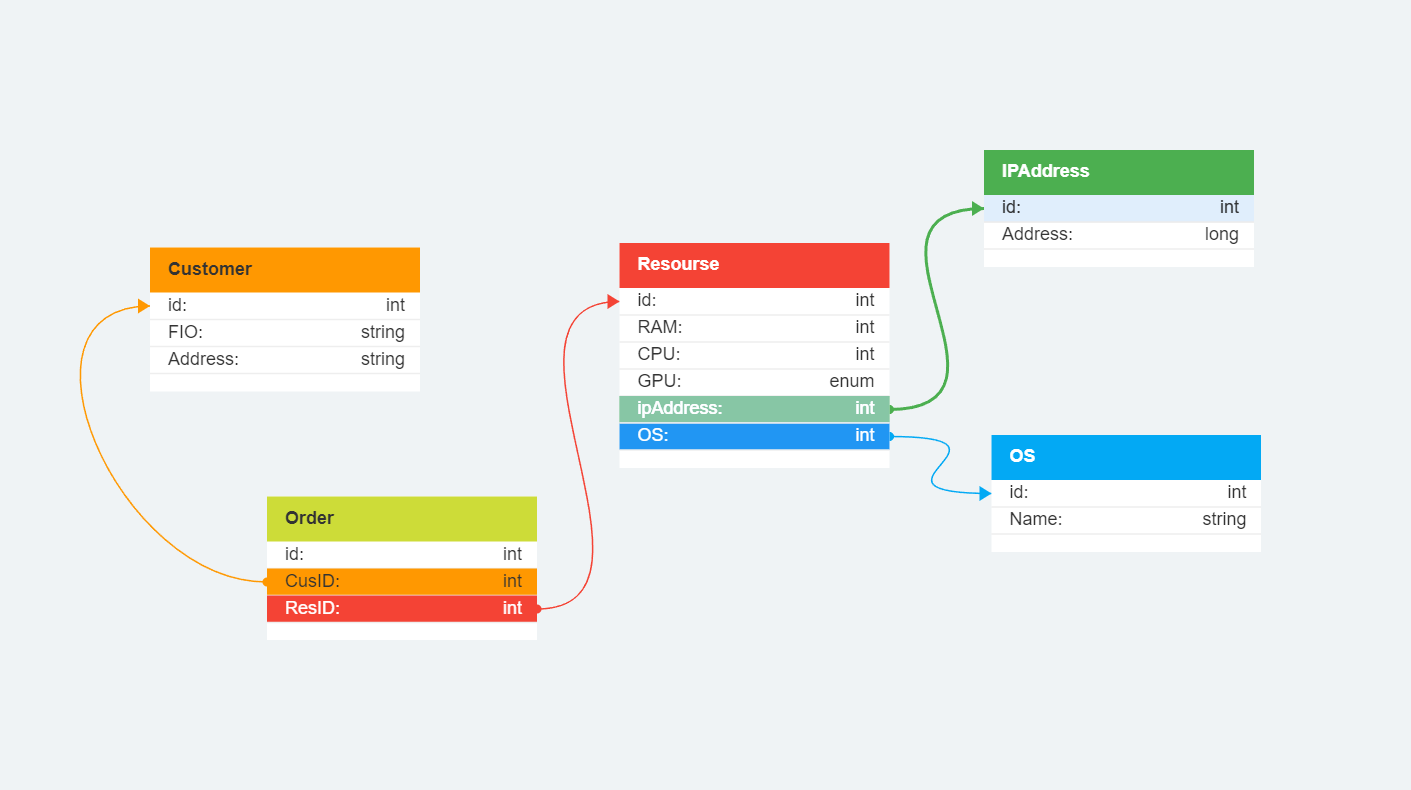 Customer
id: int
FIO: string
Address: string
Order
id: int
CusID: int
ResID: int
Resourse
id: int
RAM: int
CPU: int
GPU: enum
ipAddress: int
OS: int
IPAddress
id: int
Address: long
OS
id: int
Name: string